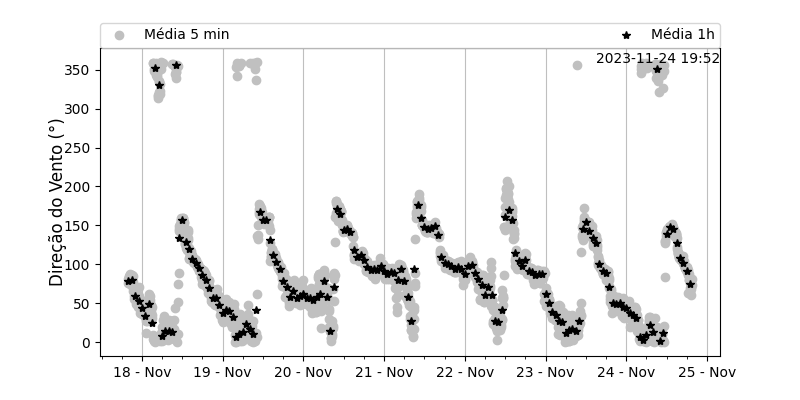 Média 5 min
Média 1h
2023-11-24 19:52
Direção do Vento (°)
350
300
250
200
150
100
50
0
18 - Nov
19 - Nov
20 - Nov
21 - Nov
22 - Nov
23 - Nov
24 - Nov
25 - Nov